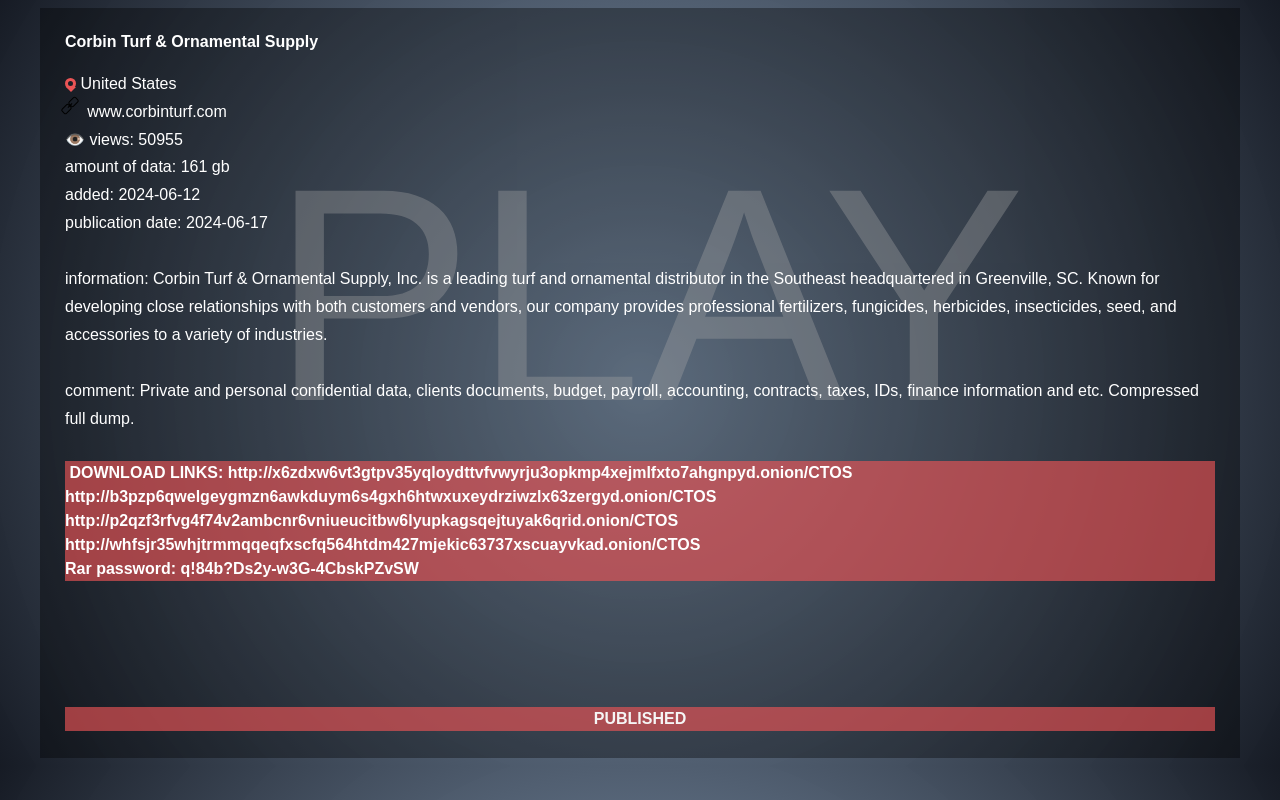 Corbin Turf & Ornamental Supply
United States
www.corbinturf.com
views: 50955
amount of data: 161 gb
added: 2024-06-12
publication date: 2024-06-17
PLAY
information: Corbin Turf & Ornamental Supply, Inc. is a leading turf and ornamental distributor in the Southeast headquartered in Greenville, SC. Known for
developing close relationships with both customers and vendors, our company provides professional fertilizers, fungicides, herbicides, insecticides, seed, and
accessories to a variety of industries.
comment: Private and personal confidential data, clients documents, budget, payroll, accounting, contracts, taxes, IDs, finance information and etc. Compressed
full dump.
DOWNLOAD LINKS: http://x6zdxw6vt3gtpv35yqloydttvfvwyrju3opkmp4xejmlfxto7ahgnpyd.onion/CTOS
http://b3pzp6qwelgeygmzn6awkduym6s4gxh6htwxuxeydrziwzlx63zergyd.onion/CTOS
http://p2qzf3rfvg4f74v2ambcnr6vniueucitbw6lyupkagsqejtuyak6qrid.onion/CTOS
http://whfsjr35whjtrmmqqeqfxscfq564htdm427mjekic63737xscuayvkad.onion/CTOS
Rar password: q!84b?Ds2y-w3G-4CbskPZvSW
PUBLISHED